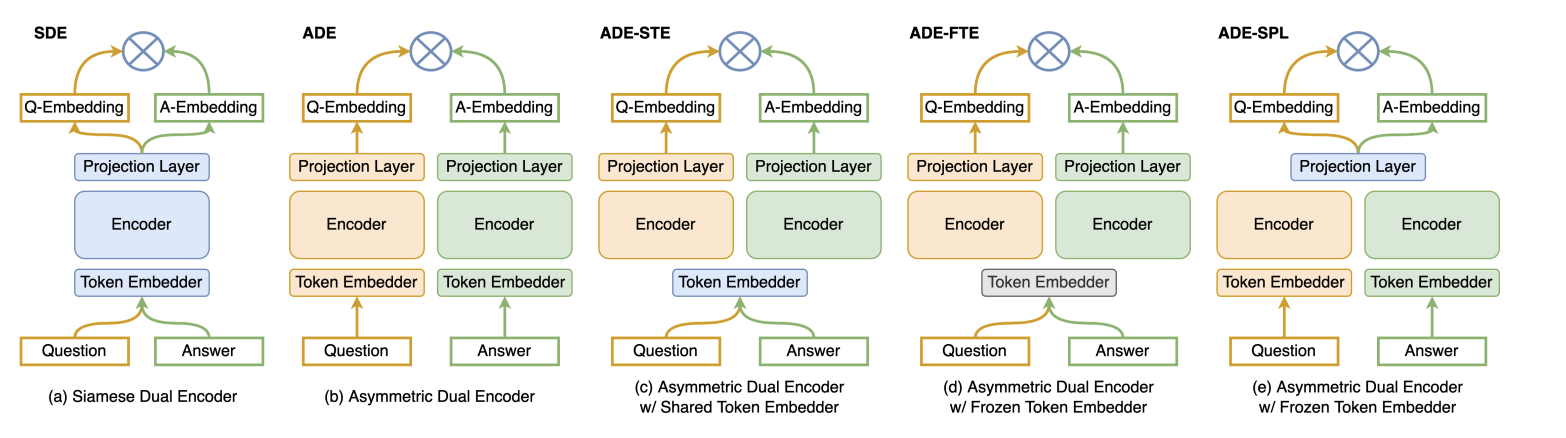 SDE
Q-Embedding
A-Embedding
Projection Layer
Encoder
Token Embedder
Question
Answer
(a) Siamese Dual Encoder
ADE
Q-Embedding
A-Embedding
Projection Layer
Projection Layer
Encoder
Encoder
Token Embedder
Token Embedder
Question
Answer
(b) Asymmetric Dual Encoder
ADE-STE
Q-Embedding
A-Embedding
Projection Layer
Projection Layer
Encoder
Encoder
Token Embedder
Question
Answer
(c) Asymmetric Dual Encoder
w/ Shared Token Embedder
ADE-FTE
Q-Embedding
A-Embedding
Projection Layer
Projection Layer
Encoder
Encoder
Token Embedder
Question
Answer
(d) Asymmetric Dual Encoder
w/ Frozen Token Embedder
ADE-SPL
Q-Embedding
A-Embedding
Projection Layer
Encoder
Encoder
Token Embedder
Token Embedder
Question
Answer
(e) Asymmetric Dual Encoder
w/ Frozen Token Embedder